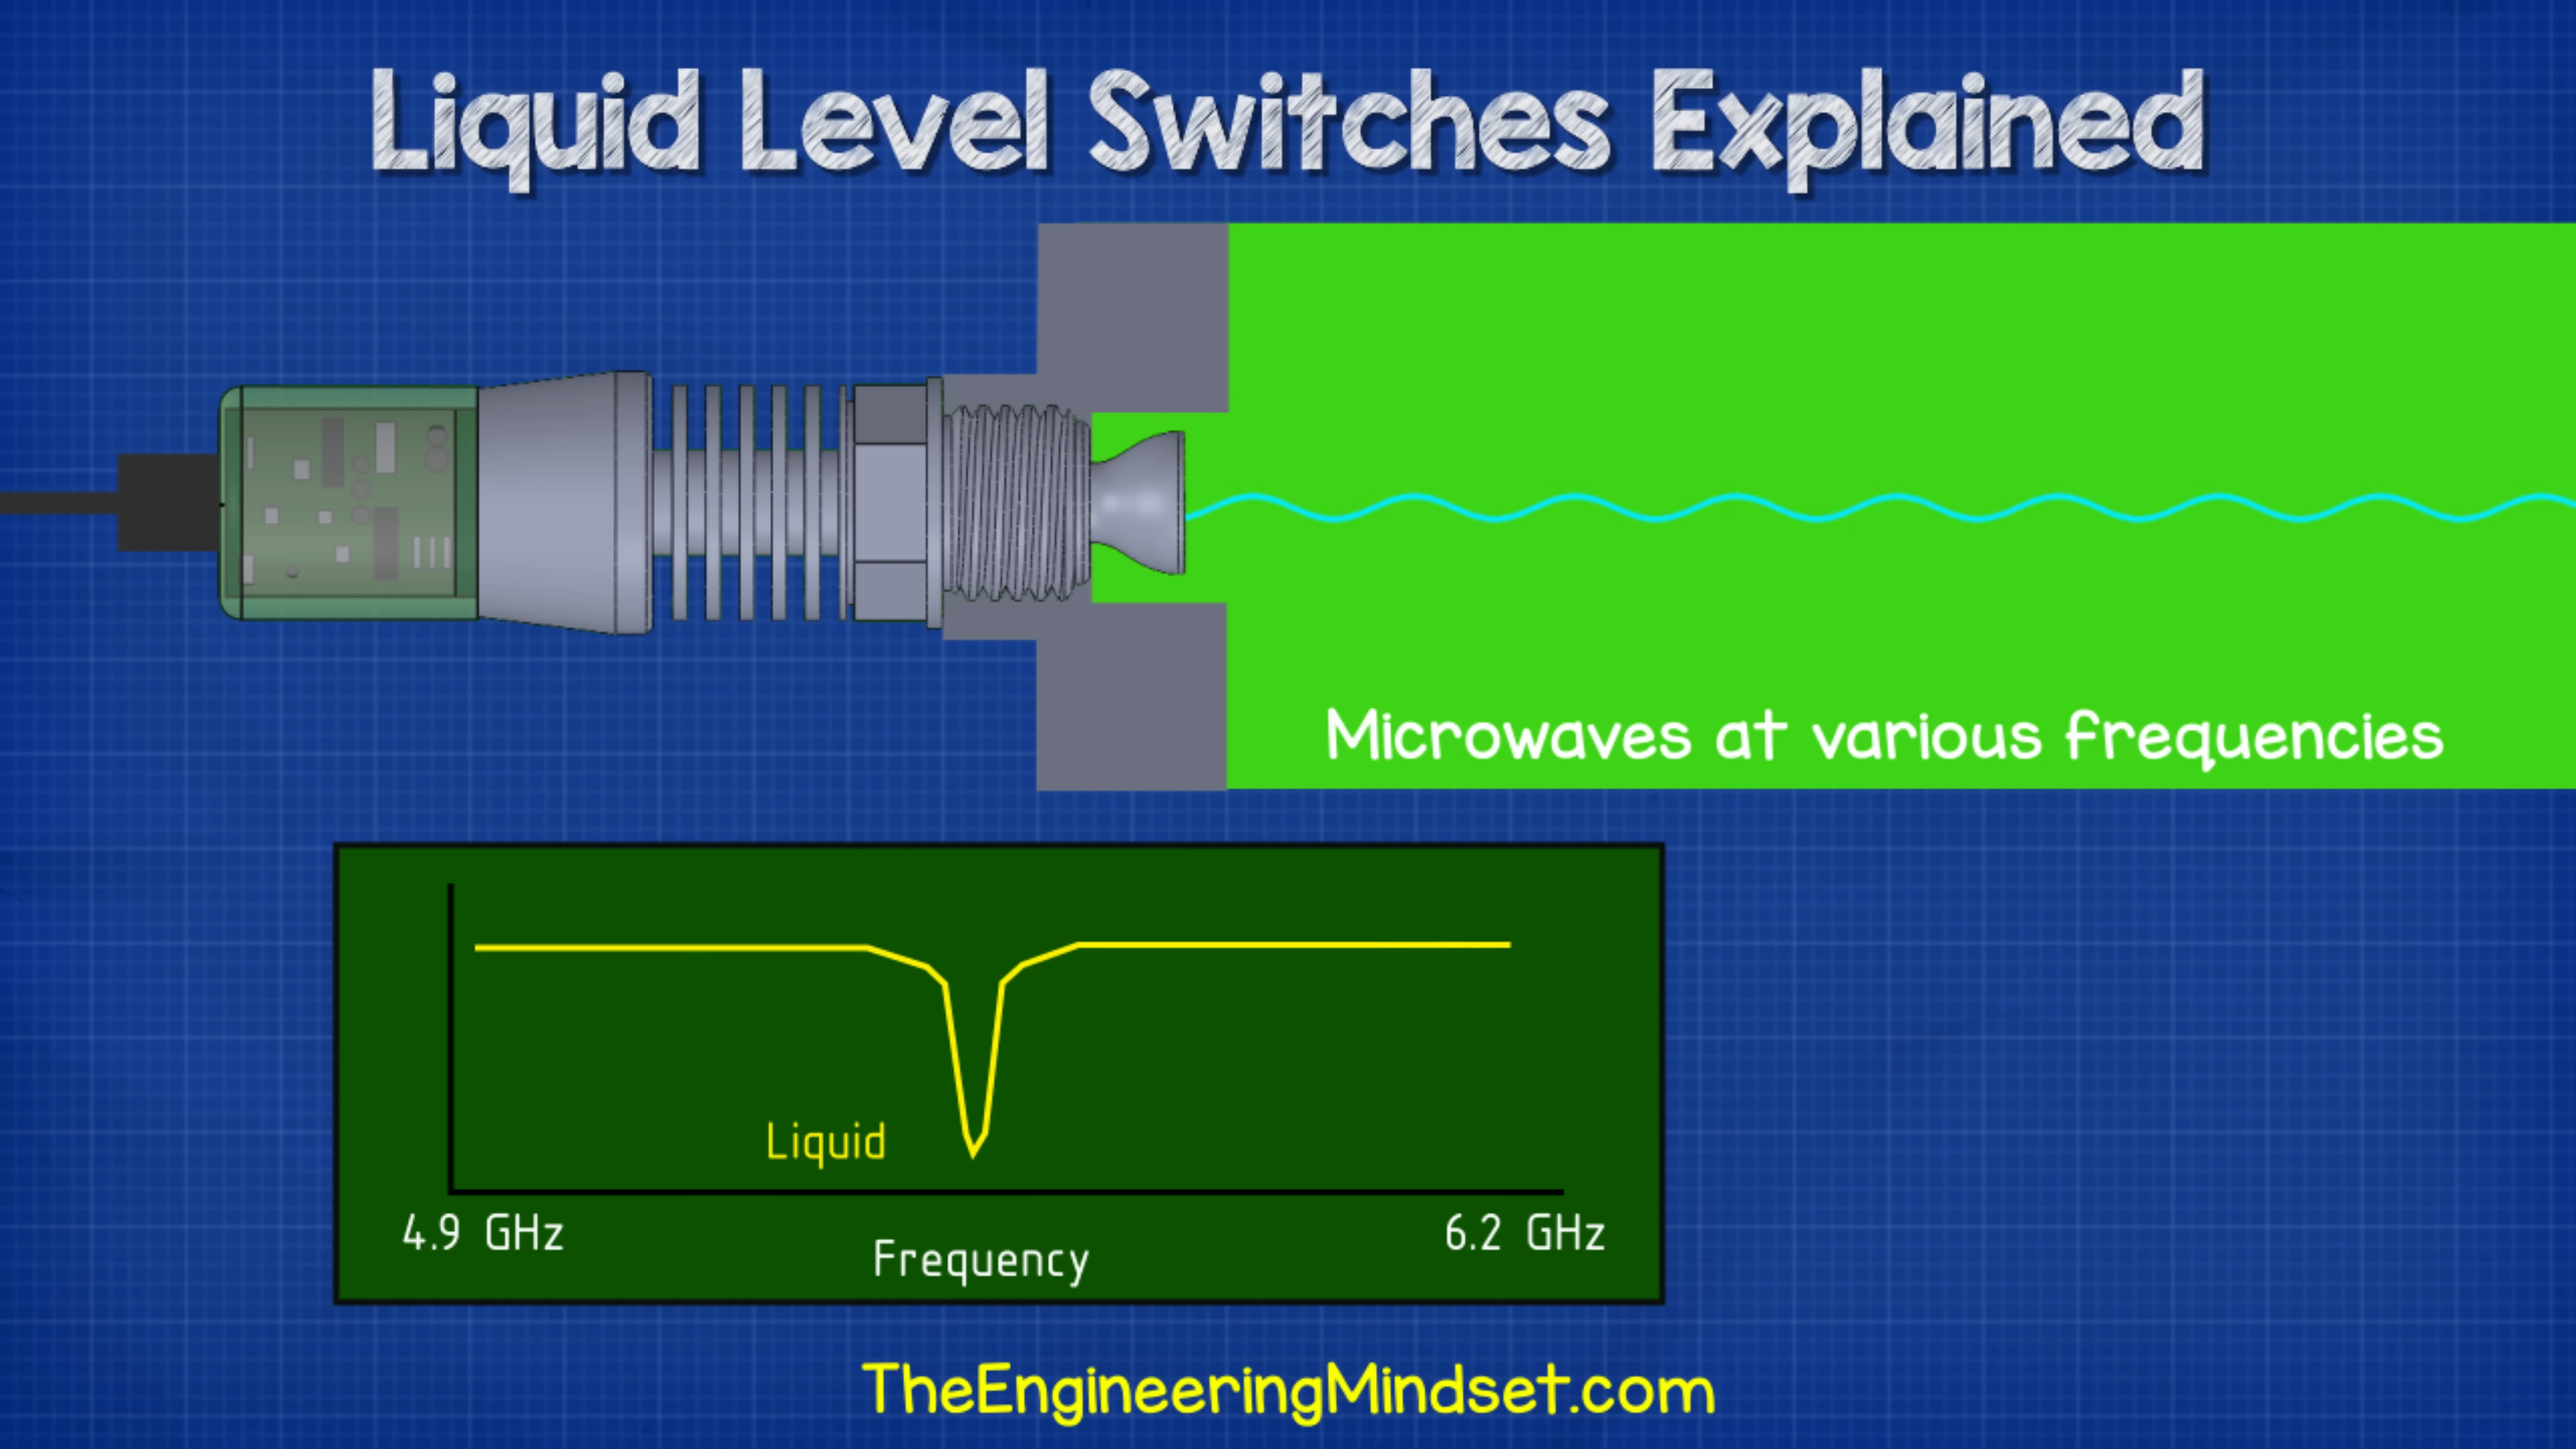 Liquid Level Switches Explained
Microwaves at various frequencies
Liquid
4.9 GHz
6.2 GHz
Frequency
TheEngineeringMindset.com